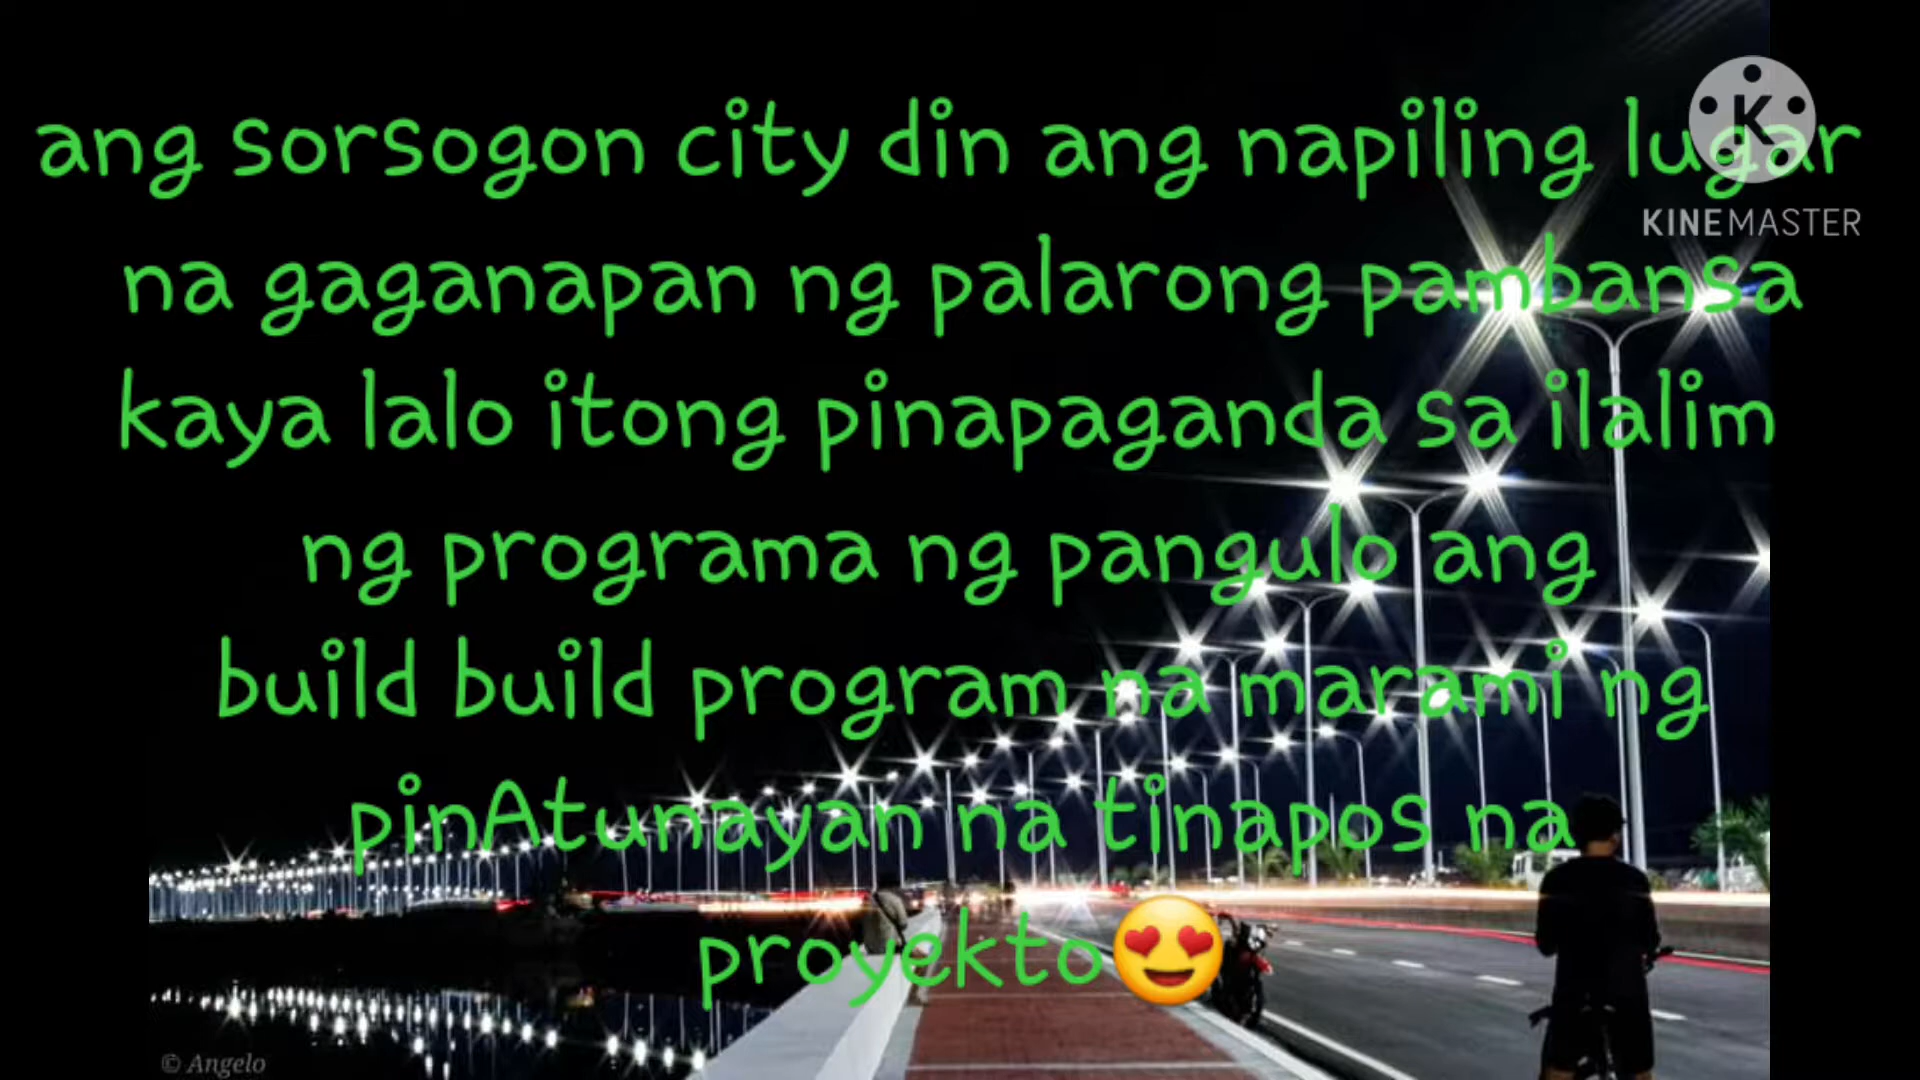 ang sorsogon city din ang napiling lugar
KINEMASTER
na gaganapan ng palarong pambansa
kaya lalo itong pinapaganda sa ilalim
ng programa ng pangulo ang
build build program na marami ng
pinAtunayan na tinapos na
proyekto😍
© Angelo